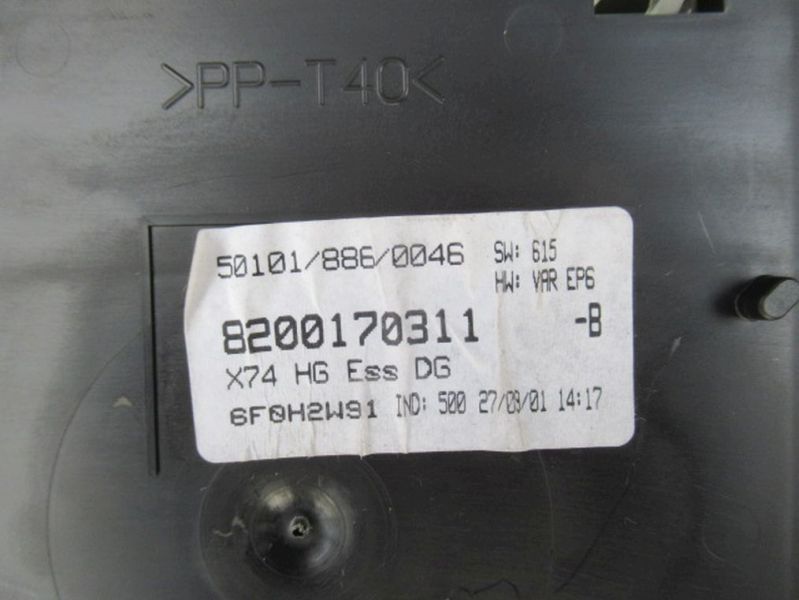 >PP-T40<
50101/886/0046 SW: 615
HW: VAR EP6
8200170311 -B
X74 HG Ess DG
6F0H2W91 IND: 500 27/09/01 14:17